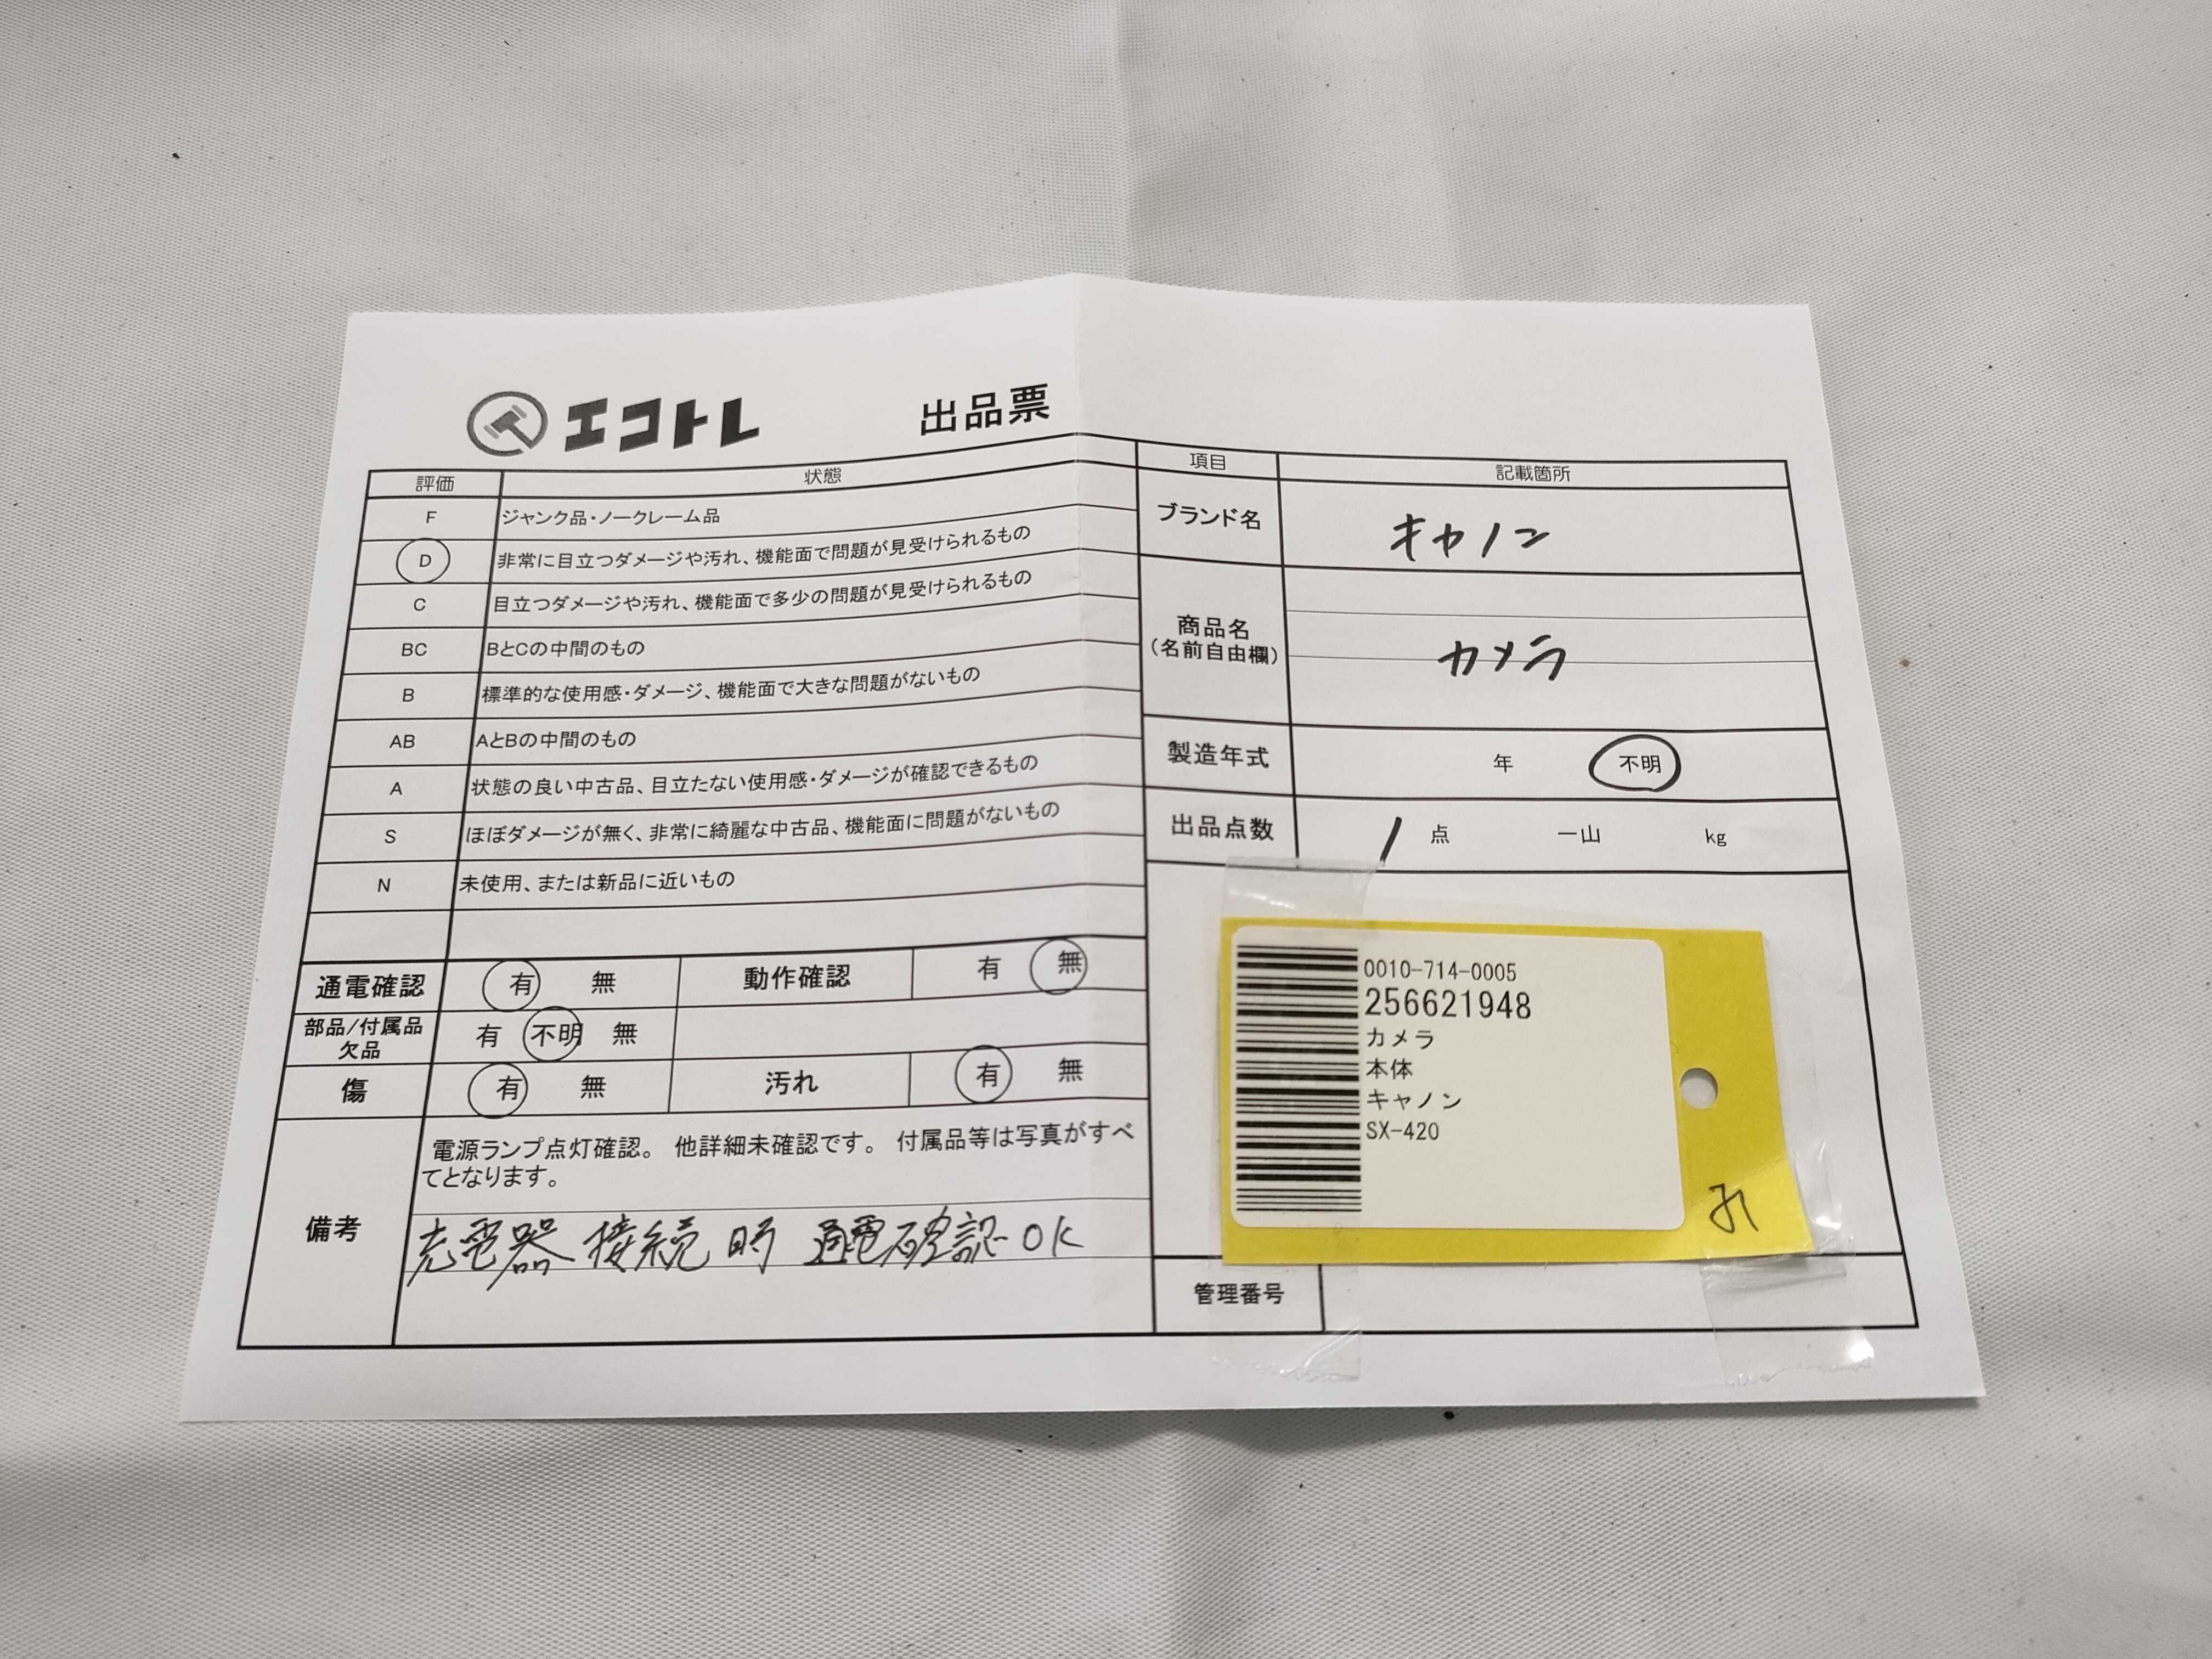 エコトレ 出品票
評価 状態
F ジャンク品・ノークレーム品
D 非常に目立つダメージや汚れ、機能面で問題が見受けられるもの
C 目立つダメージや汚れ、機能面で多少の問題が見受けられるもの
BC BとCの中間のもの
B 標準的な使用感・ダメージ、機能面で大きな問題がないもの
AB AとBの中間のもの
A 状態の良い中古品、目立たない使用感・ダメージが確認できるもの
S ほぼダメージが無く、非常に綺麗な中古品、機能面に問題がないもの
N 未使用、または新品に近いもの
通電確認 有 無 動作確認 有 無
部品/付属品
欠品 有 不明 無
傷 有 無 汚れ 有 無
備考
電源ランプ点灯確認。 他詳細未確認です。 付属品等は写真がすべ
てとなります。
充電器 接続 時 通電確認 OK
項目 記載箇所
ブランド名 キャノン
商品名
(名前自由欄) カメラ
製造年式 年 不明
出品点数 1 点 一山 kg
0010-714-0005
256621948
カメラ
本体
キャノン
SX-420
管理番号